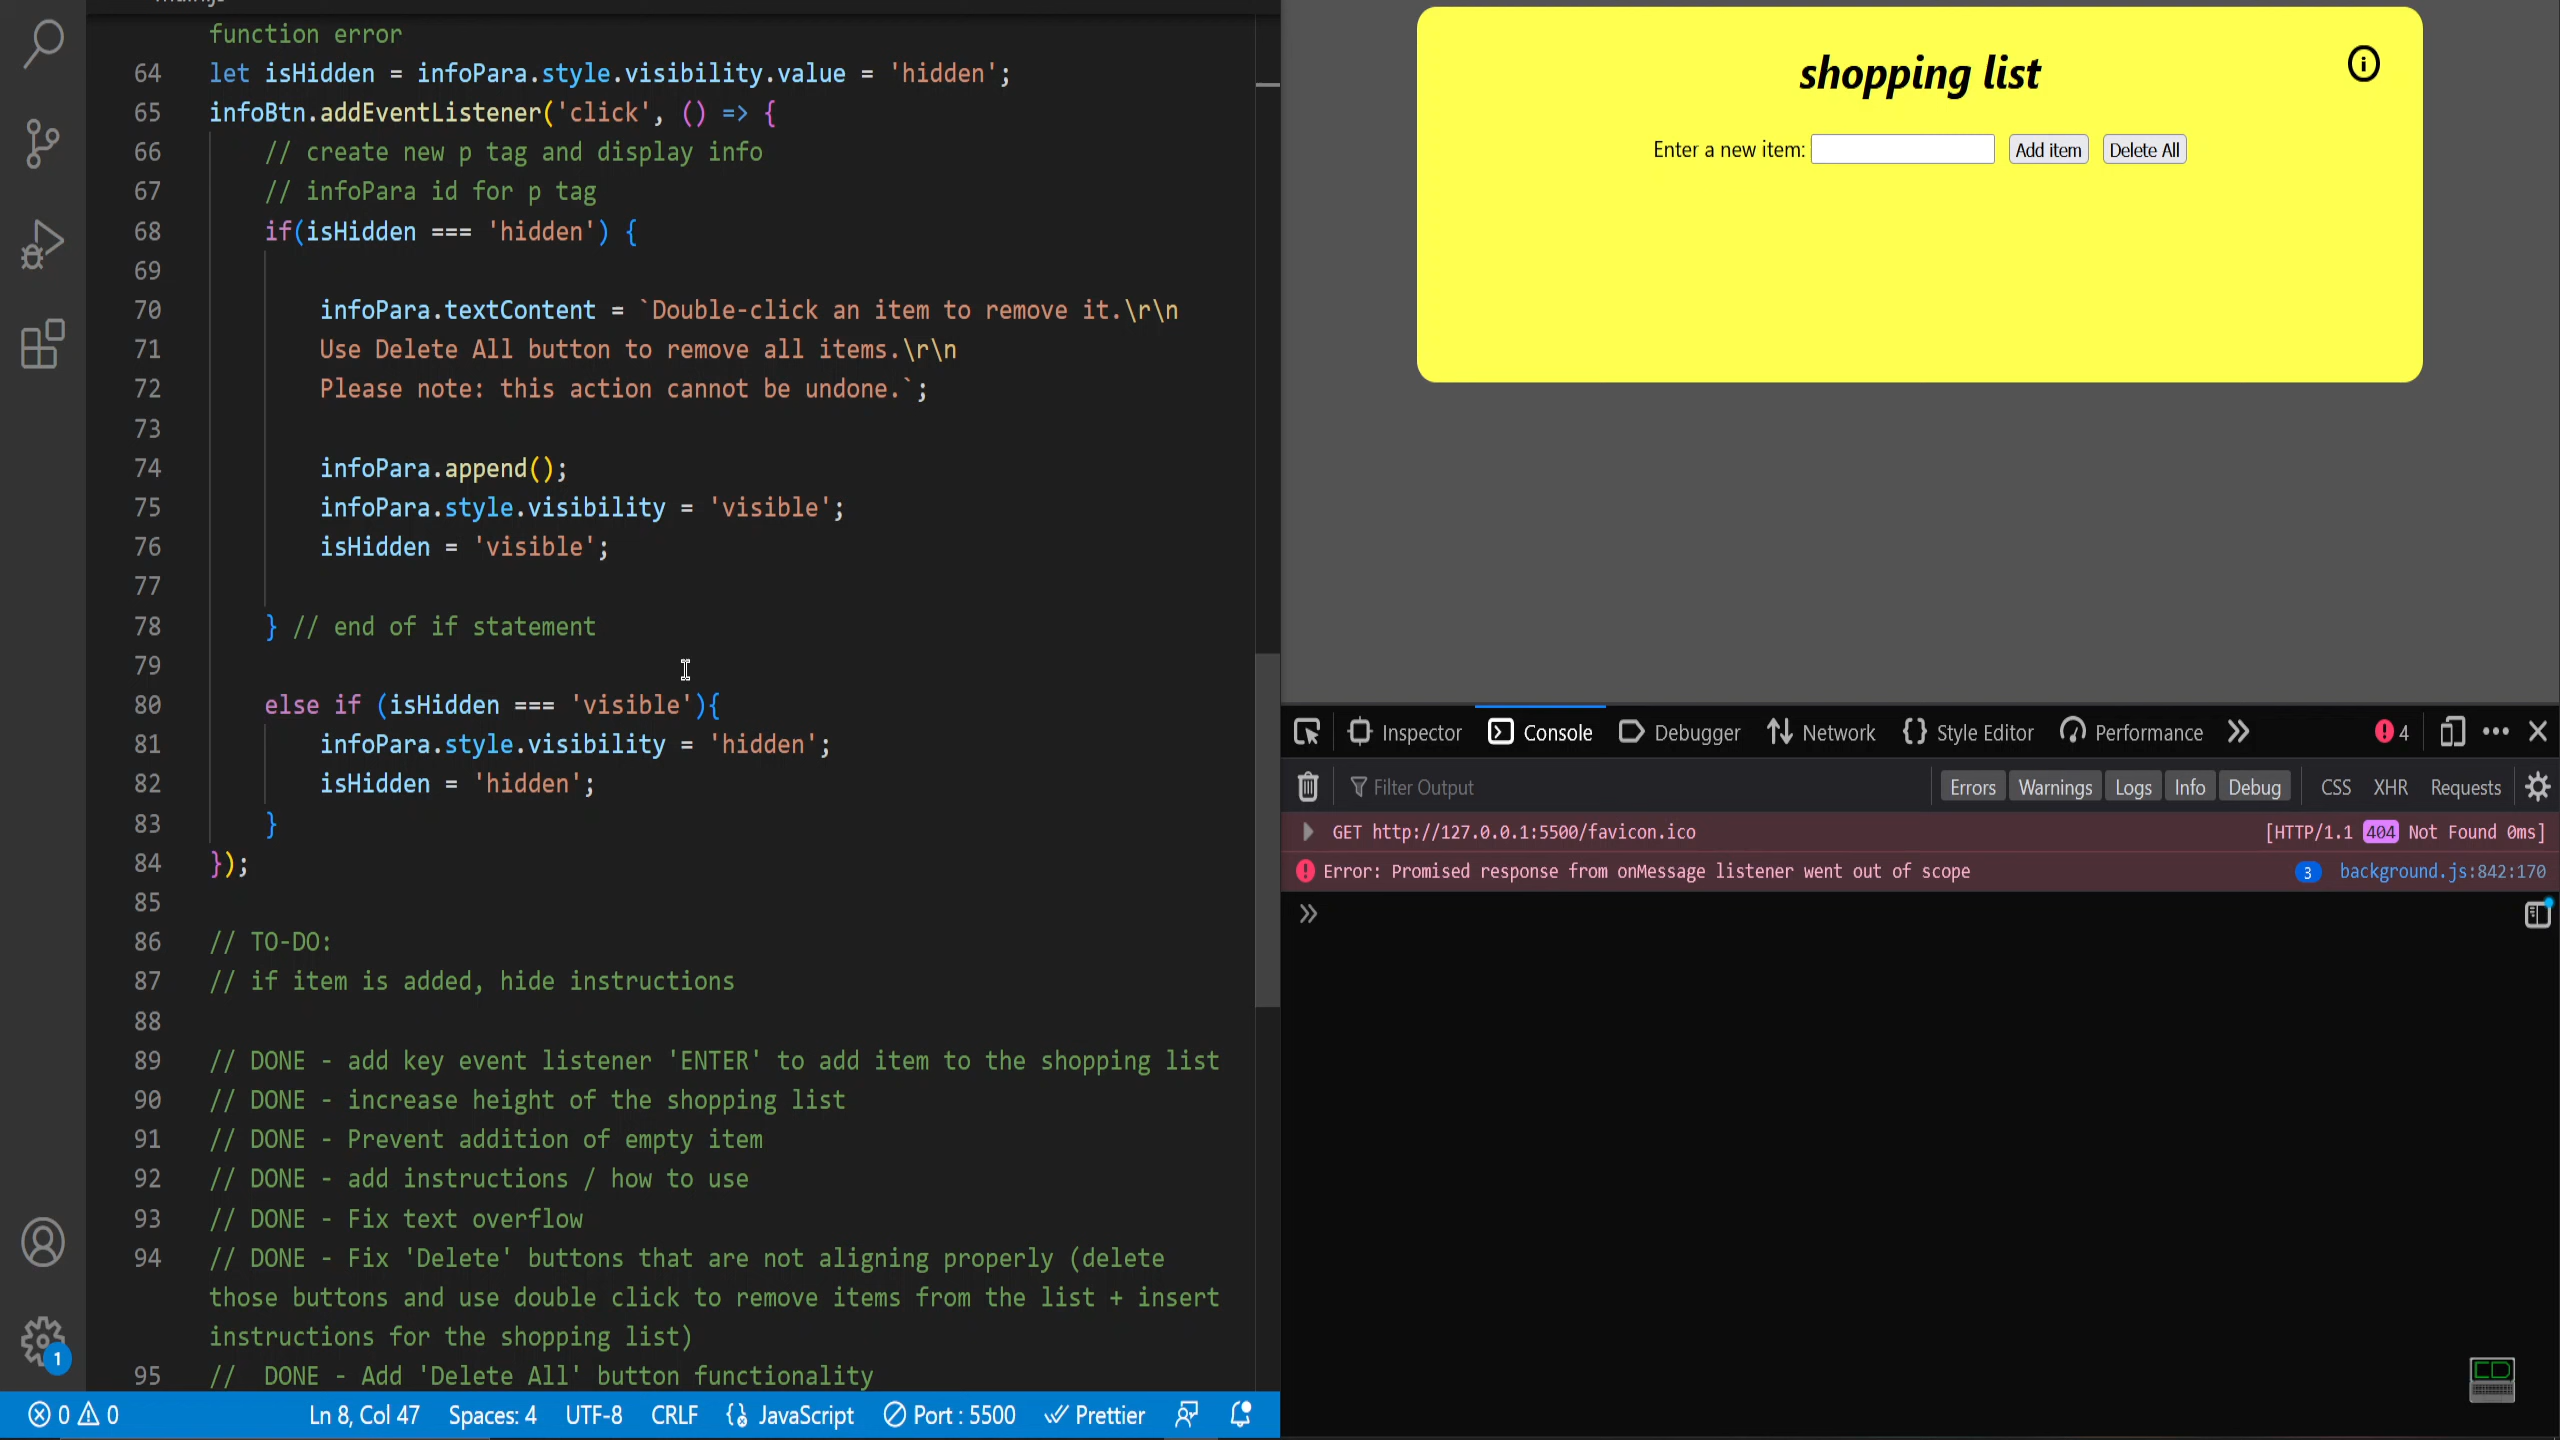 function error
64 let isHidden = infoPara.style.visibility.value = 'hidden';
65 infoBtn.addEventListener('click', () => {
66 // create new p tag and display info
67 // infoPara id for p tag
68 if(isHidden === 'hidden') {
69
70 infoPara.textContent = `Double-click an item to remove it.\r\n
71 Use Delete All button to remove all items.\r\n
72 Please note: this action cannot be undone.`;
73
74 infoPara.append();
75 infoPara.style.visibility = 'visible';
76 isHidden = 'visible';
77
78 } // end of if statement
79
80 else if (isHidden === 'visible'){
81 infoPara.style.visibility = 'hidden';
82 isHidden = 'hidden';
83 }
84 });
85
86 // TO-DO:
87 // if item is added, hide instructions
88
89 // DONE - add key event listener 'ENTER' to add item to the shopping list
90 // DONE - increase height of the shopping list
91 // DONE - Prevent addition of empty item
92 // DONE - add instructions / how to use
93 // DONE - Fix text overflow
94 // DONE - Fix 'Delete' buttons that are not aligning properly (delete
those buttons and use double click to remove items from the list + insert
instructions for the shopping list)
95 //  DONE - Add 'Delete All' button functionality
1
0 0 Ln 8, Col 47 Spaces: 4 UTF-8 CRLF JavaScript Port : 5500 Prettier
shopping list
Enter a new item: Add item Delete All
Inspector Console Debugger Network Style Editor Performance 4
Filter Output Errors Warnings Logs Info Debug CSS XHR Requests
GET http://127.0.0.1:5500/favicon.ico [HTTP/1.1 404 Not Found 0ms]
Error: Promised response from onMessage listener went out of scope 3 background.js:842:170
CD